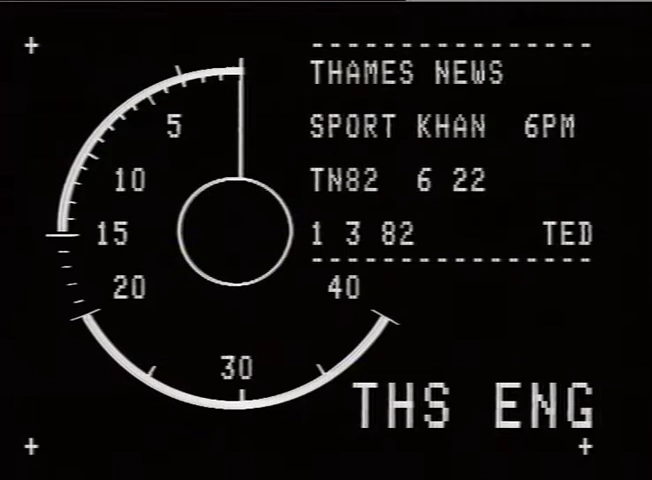 THAMES NEWS
SPORT KHAN 6PM
TN82 6 22
1 3 82 TED
5
10
15
20
30
40
THS ENG